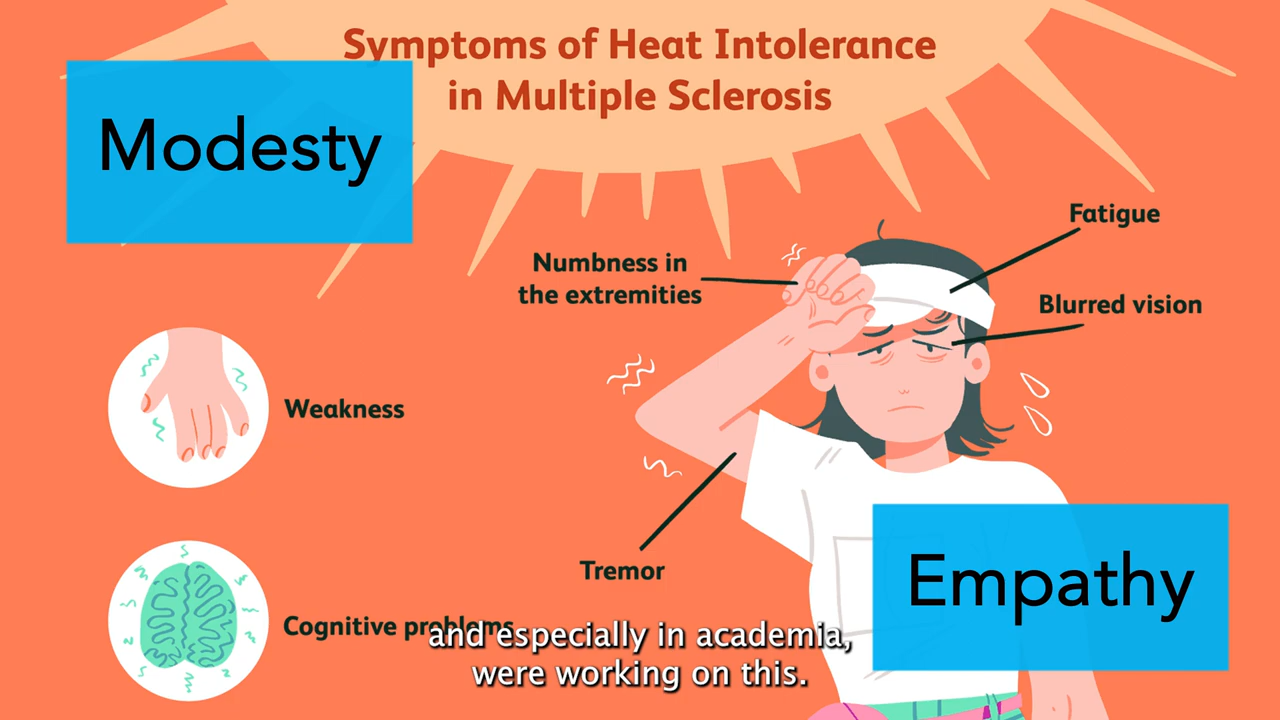 Symptoms of Heat Intolerance
in Multiple Sclerosis
Modesty
Fatigue
Numbness in
the extremities
Blurred vision
Weakness
Tremor
Empathy
Cognitive problems
and especially in academia,
were working on this.